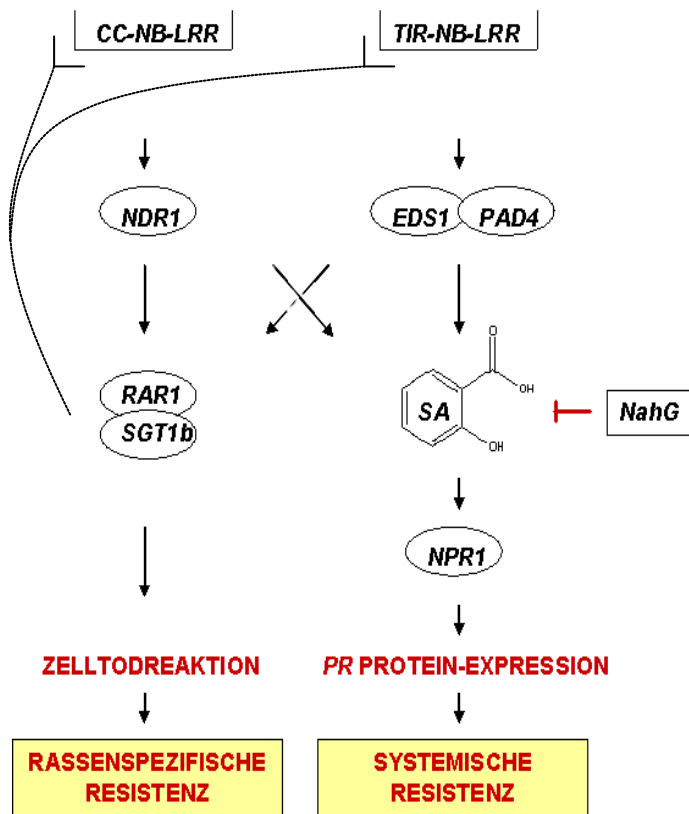 CC-NB-LRR
TIR-NB-LRR
NDR1
EDS1
PAD4
RAR1
SGT1b
O
OH
SA
OH
NahG
NPR1
ZELLTODREAKTION
PR PROTEIN-EXPRESSION
RASSENSPEZIFISCHE
RESISTENZ
SYSTEMISCHE
RESISTENZ